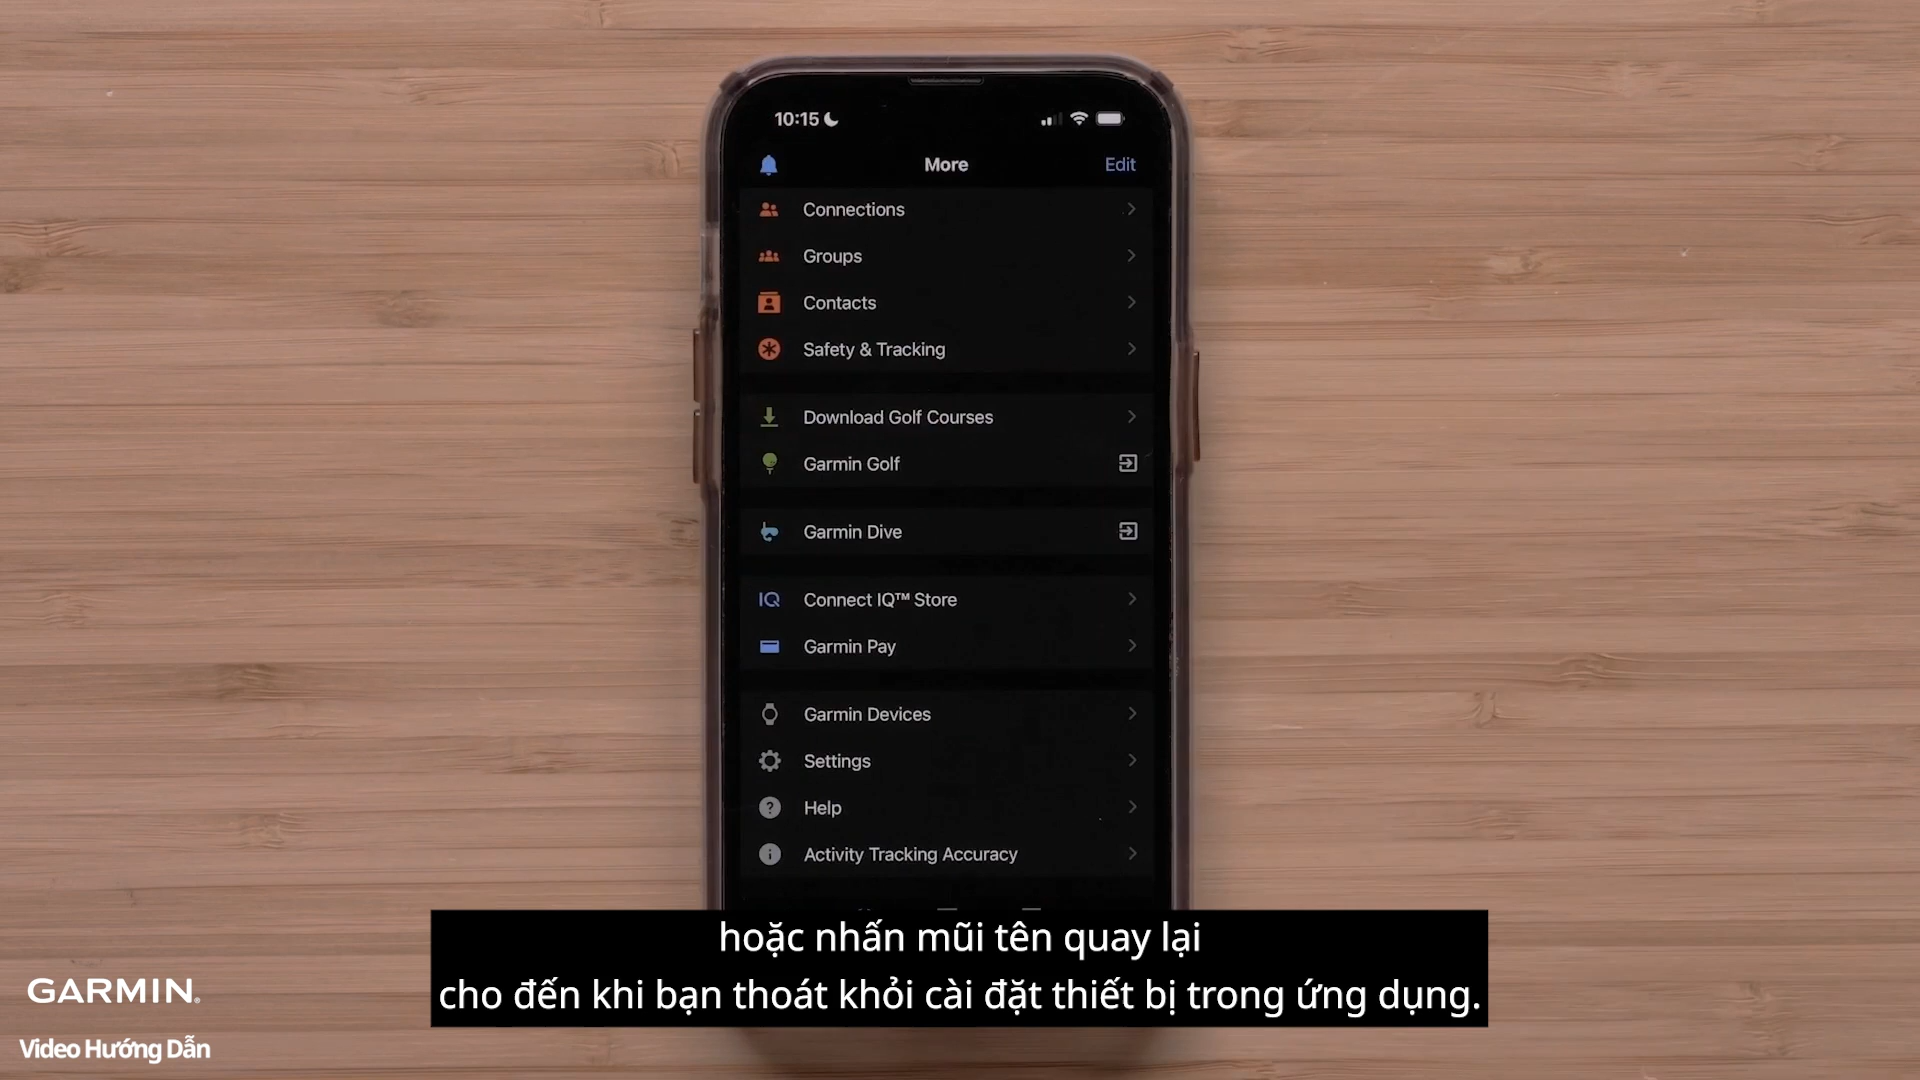 10:15
More
Edit
Connections
Groups
Contacts
Safety & Tracking
Download Golf Courses
Garmin Golf
Garmin Dive
IQ Connect IQ™ Store
Garmin Pay
Garmin Devices
Settings
Help
Activity Tracking Accuracy
hoặc nhấn mũi tên quay lại
cho đến khi bạn thoát khỏi cài đặt thiết bị trong ứng dụng.
GARMIN®
Video Hướng Dẫn